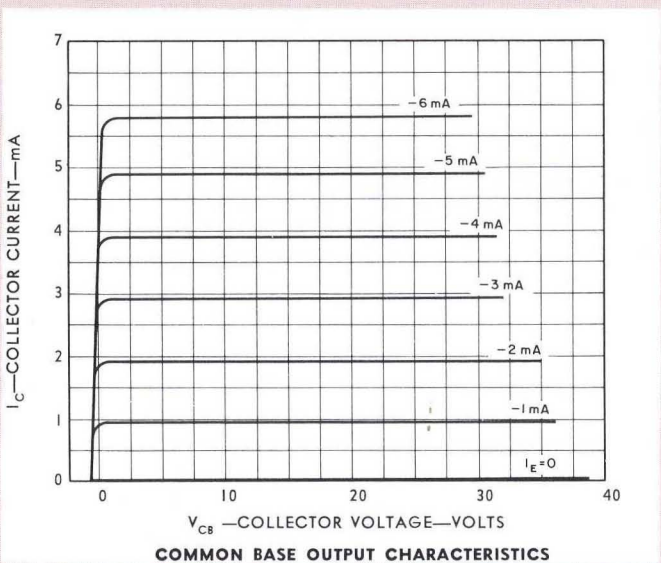 7
6
5
4
3
2
1
0
I_C—COLLECTOR CURRENT—mA
−6 mA
−5 mA
−4 mA
−3 mA
−2 mA
−1 mA
I_E=0
0 10 20 30 40
V_CB —COLLECTOR VOLTAGE—VOLTS
COMMON BASE OUTPUT CHARACTERISTICS